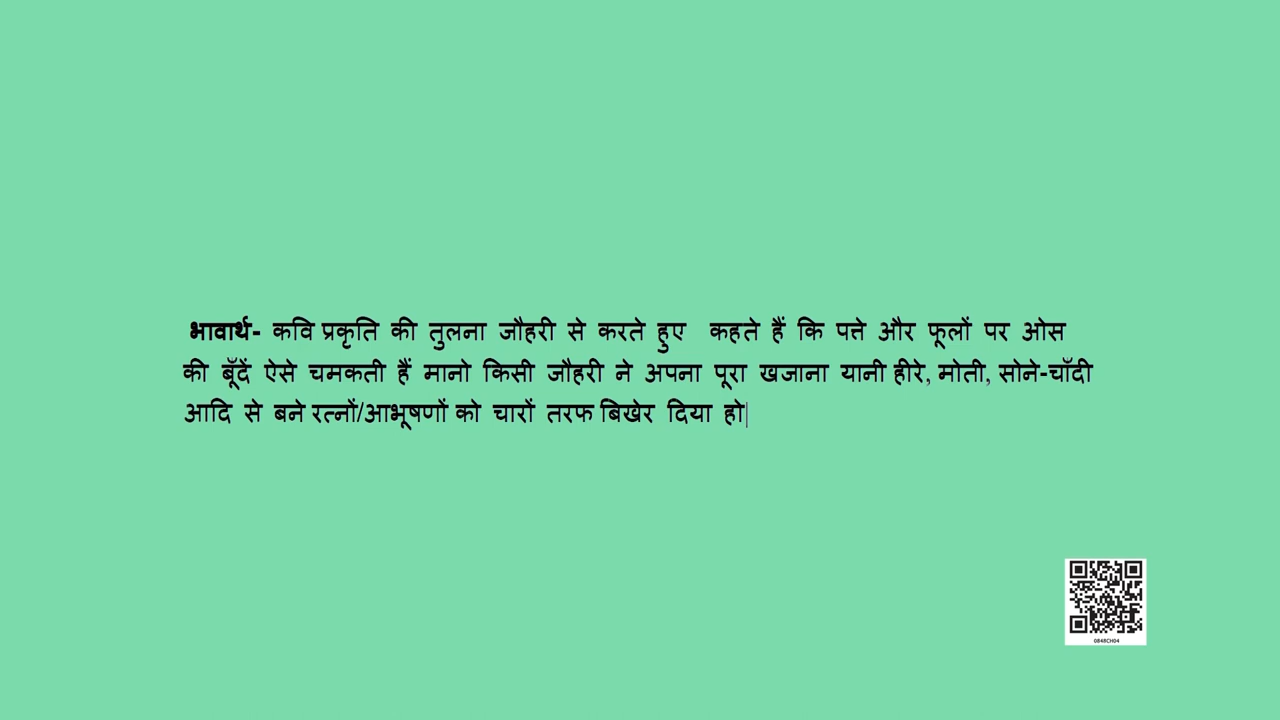 भावार्थ- कवि प्रकृति की तुलना जौहरी से करते हुए कहते हैं कि पत्ते और फूलों पर ओस
की बूँदें ऐसे चमकती हैं मानो किसी जौहरी ने अपना पूरा खजाना यानी हीरे, मोती, सोने-चाँदी
आदि से बने रत्नों/आभूषणों को चारों तरफ बिखेर दिया हो|
0848CH04